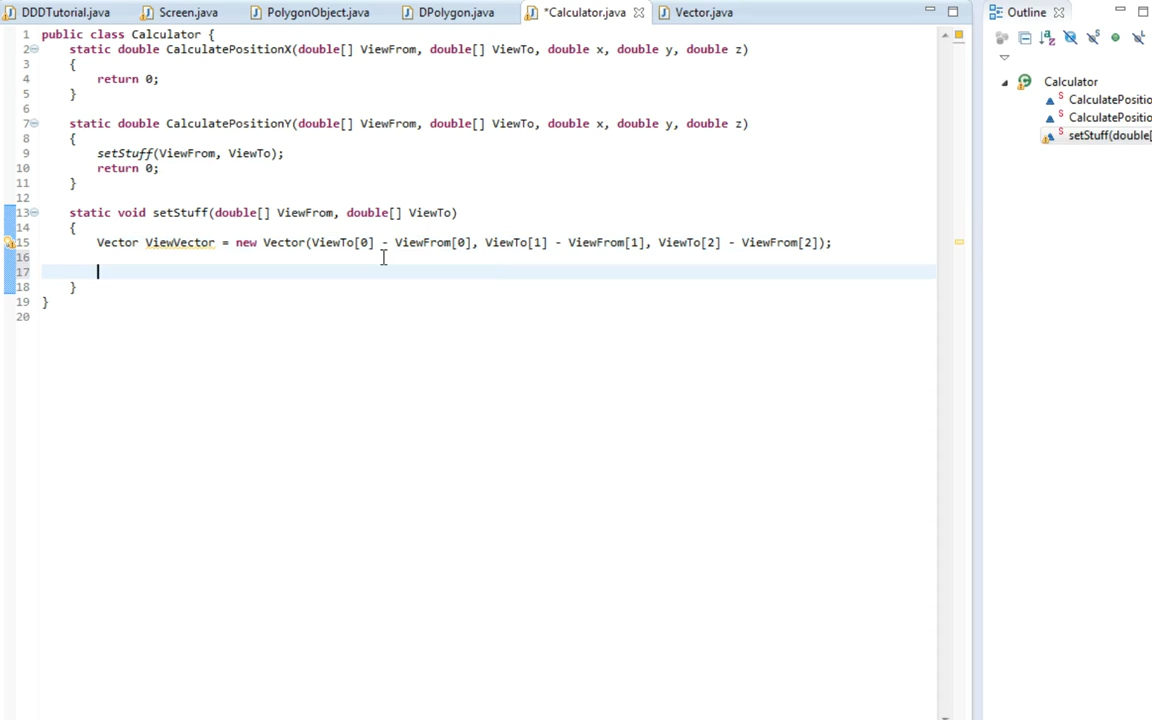 DDDTutorial.java Screen.java PolygonObject.java DPolygon.java *Calculator.java Vector.java Outline
1 public class Calculator {
2 static double CalculatePositionX(double[] ViewFrom, double[] ViewTo, double x, double y, double z)
3 {
4 return 0;
5 }
6
7 static double CalculatePositionY(double[] ViewFrom, double[] ViewTo, double x, double y, double z)
8 {
9 setStuff(ViewFrom, ViewTo);
10 return 0;
11 }
12
13 static void setStuff(double[] ViewFrom, double[] ViewTo)
14 {
15 Vector ViewVector = new Vector(ViewTo[0] - ViewFrom[0], ViewTo[1] - ViewFrom[1], ViewTo[2] - ViewFrom[2]);
16
17
18 }
19 }
20
Calculator
S CalculatePositio
S CalculatePositio
S setStuff(double[